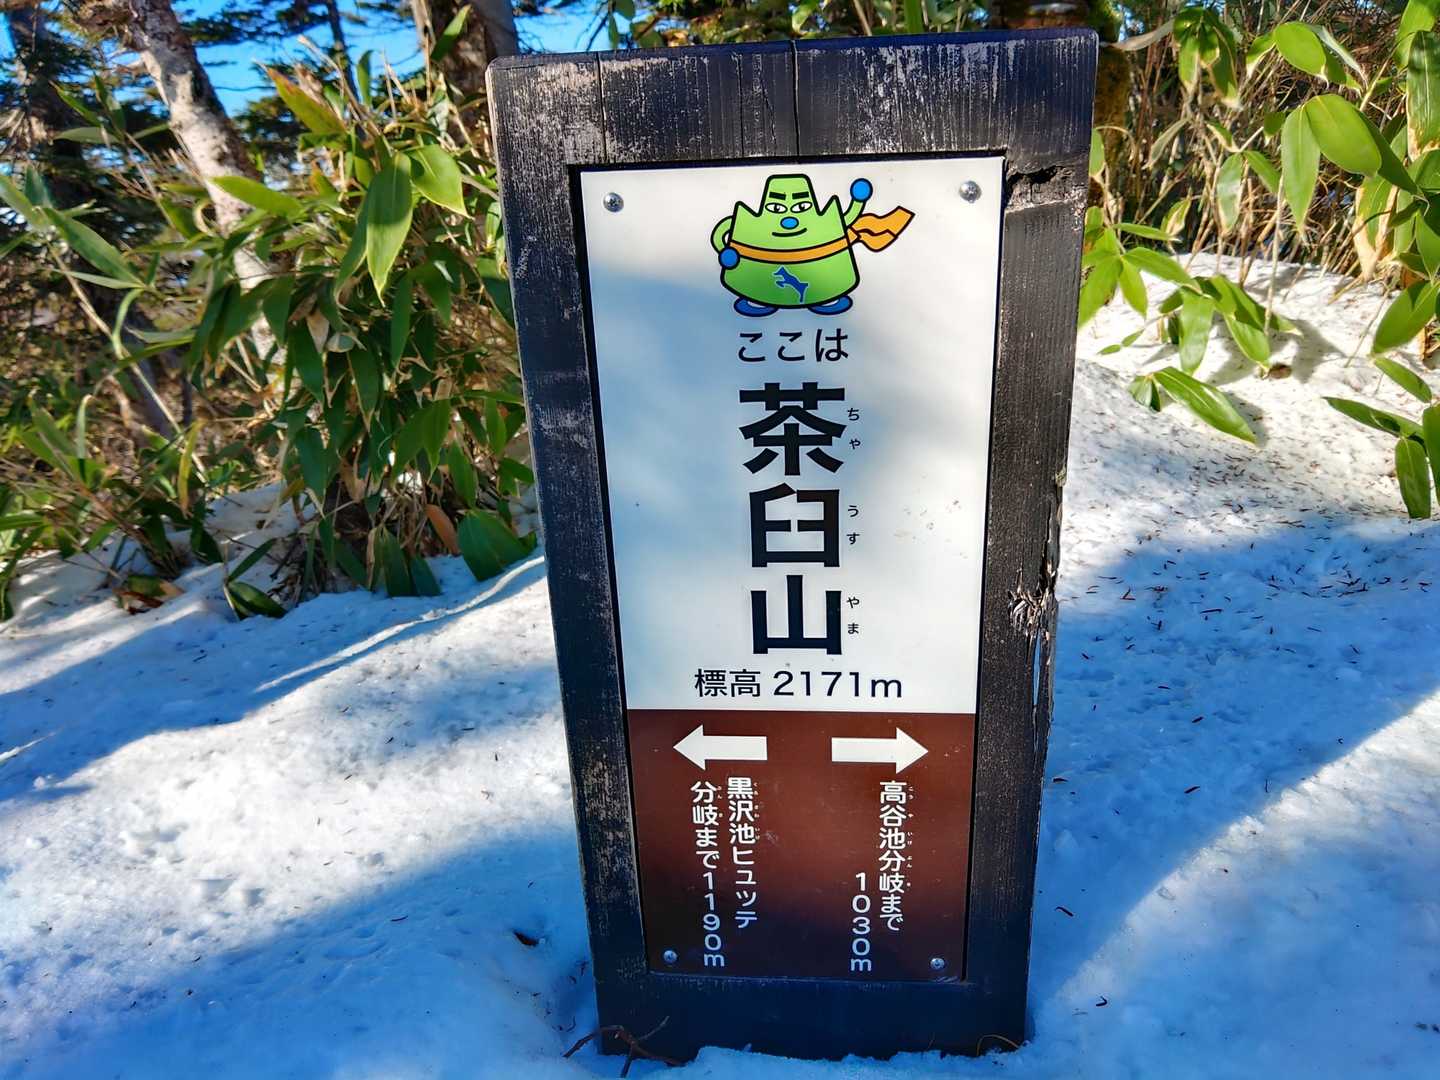 ここは
茶臼山
ちゃうすやま
標高 2171m
高谷池分岐まで
1030m
黒沢池ヒュッテ
分岐まで1190m